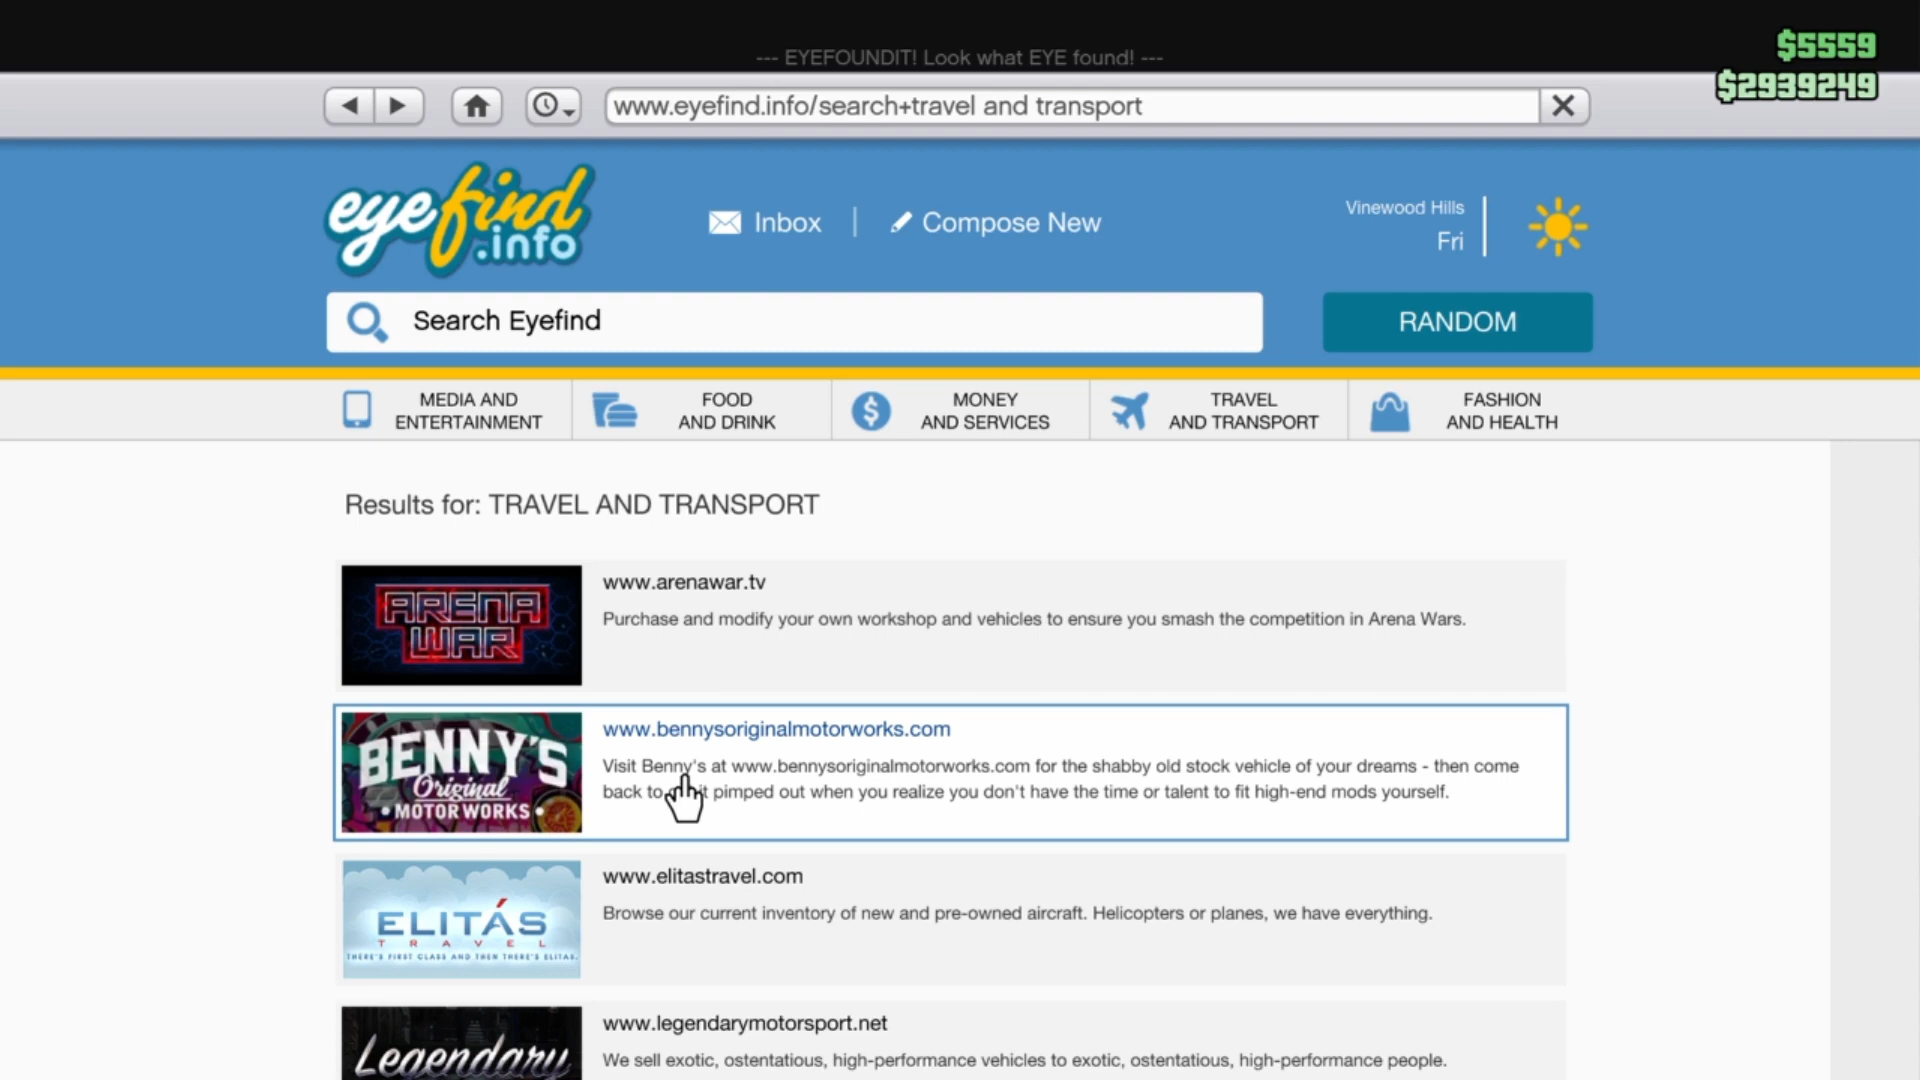 --- EYEFOUNDIT! Look what EYE found! ---
$5559
$2939249
www.eyefind.info/search+travel and transport
eyefind
.info
Inbox
Compose New
Vinewood Hills
Fri
Search Eyefind
RANDOM
MEDIA AND
ENTERTAINMENT
FOOD
AND DRINK
MONEY
AND SERVICES
TRAVEL
AND TRANSPORT
FASHION
AND HEALTH
Results for: TRAVEL AND TRANSPORT
ARENA
WAR
www.arenawar.tv
Purchase and modify your own workshop and vehicles to ensure you smash the competition in Arena Wars.
BENNY'S
Original
MOTOR WORKS
www.bennysoriginalmotorworks.com
Visit Benny's at www.bennysoriginalmotorworks.com for the shabby old stock vehicle of your dreams - then come
back to pimped out when you realize you don't have the time or talent to fit high-end mods yourself.
ELITÁS
TRAVEL
THERE'S FIRST CLASS AND THEN THERE'S ELITAS.
www.elitastravel.com
Browse our current inventory of new and pre-owned aircraft. Helicopters or planes, we have everything.
Legendary
www.legendarymotorsport.net
We sell exotic, ostentatious, high-performance vehicles to exotic, ostentatious, high-performance people.